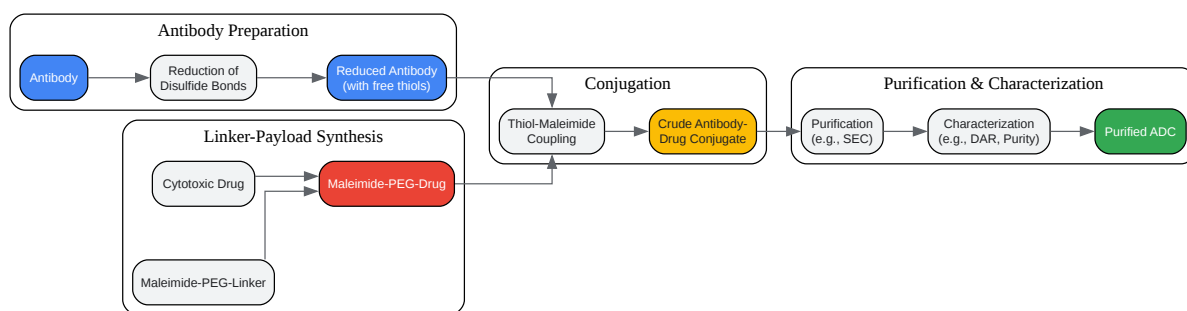 Antibody Preparation
Antibody
Reduction of
Disulfide Bonds
Reduced Antibody
(with free thiols)
Linker-Payload Synthesis
Cytotoxic Drug
Maleimide-PEG-Drug
Maleimide-PEG-Linker
Conjugation
Thiol-Maleimide
Coupling
Crude Antibody-
Drug Conjugate
Purification & Characterization
Purification
(e.g., SEC)
Characterization
(e.g., DAR, Purity)
Purified ADC